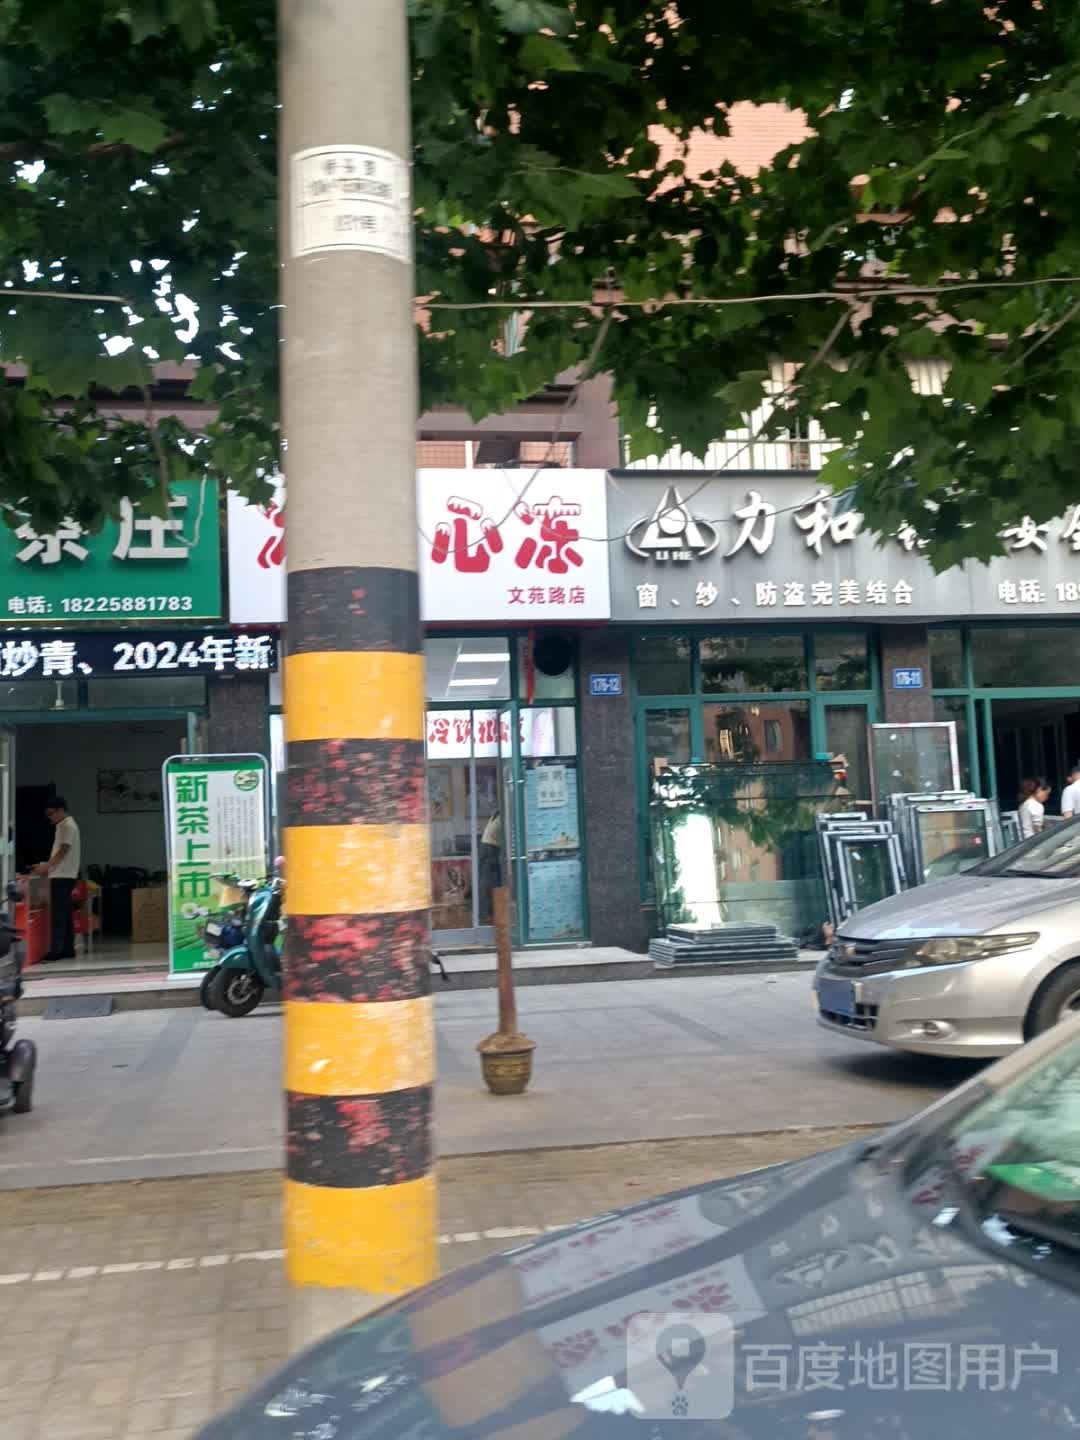 茶庄
电话：18225881783
炒青、2024年新
心冻
文苑路店
力和
LI HE
窗、纱、防盗完美结合
电话：18
175-12
175-11
冷饮批发
新茶上市
百度地图用户